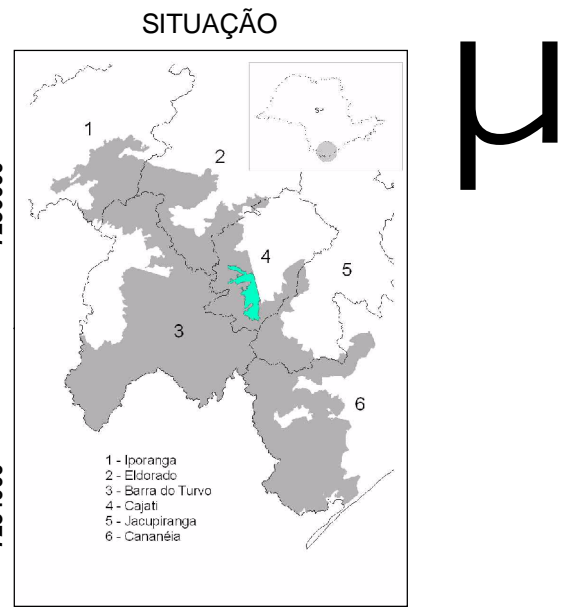 SITUAÇÃO
µ
SP
1
2
4
5
3
6
1 - Iporanga
2 - Eldorado
3 - Barra do Turvo
4 - Cajati
5 - Jacupiranga
6 - Cananéia